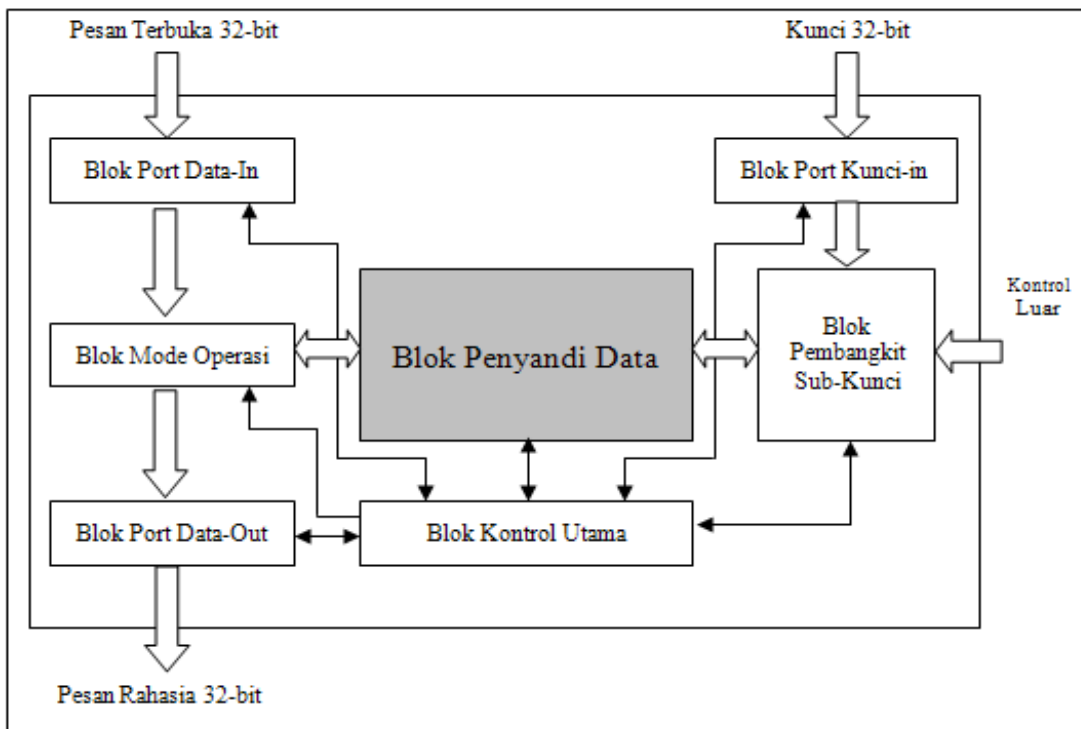 Pesan Terbuka 32-bit
Kunci 32-bit
Blok Port Data-In
Blok Port Kunci-in
Kontrol
Luar
Blok Mode Operasi
Blok Penyandi Data
Blok
Pembangkit
Sub-Kunci
Blok Port Data-Out
Blok Kontrol Utama
Pesan Rahasia 32-bit